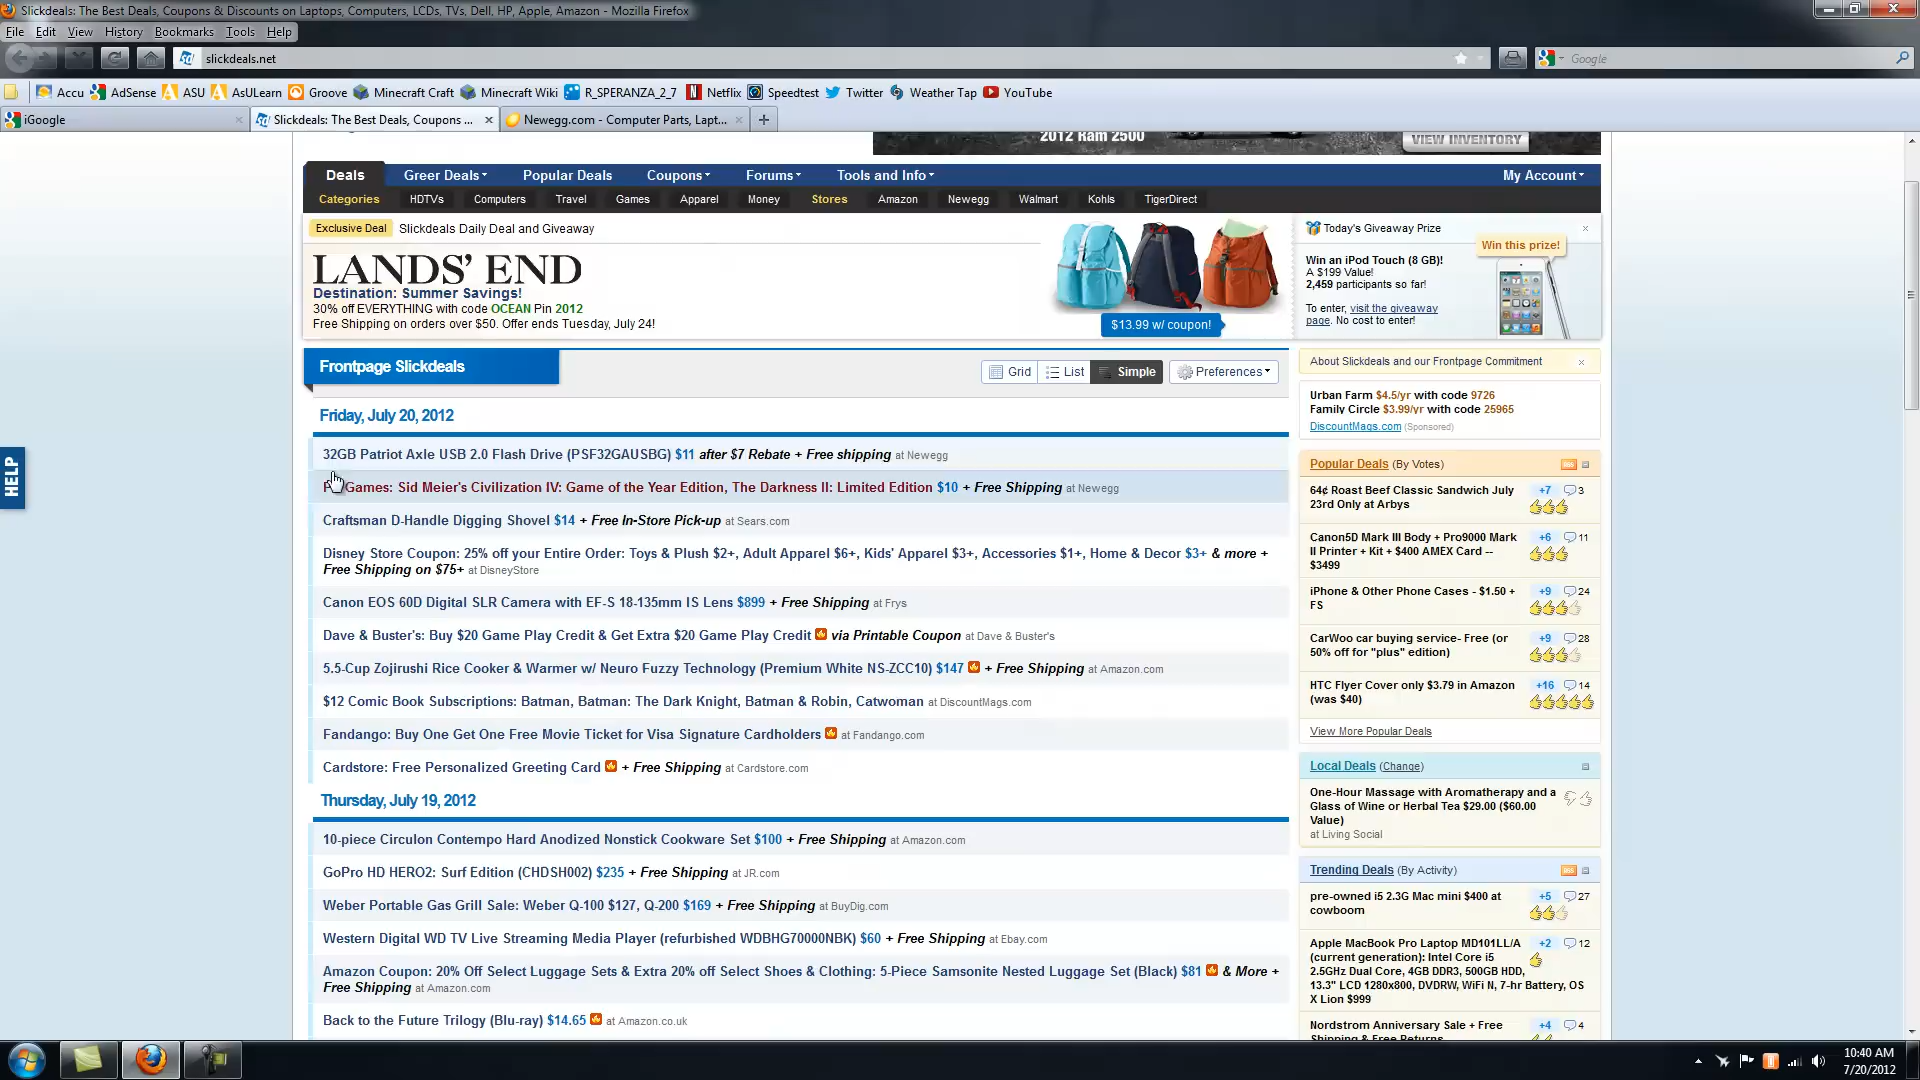 Slickdeals: The Best Deals, Coupons & Discounts on Laptops, Computers, LCDs, TVs, Dell, HP, Apple, Amazon - Mozilla Firefox
File Edit View History Bookmarks Tools Help
slickdeals.net
Google
Accu AdSense ASU AsULearn Groove Minecraft Craft Minecraft Wiki R_SPERANZA_2_7 Netflix Speedtest Twitter Weather Tap YouTube
iGoogle Slickdeals: The Best Deals, Coupons ... Newegg.com - Computer Parts, Lapt...
2012 Ram 2500 VIEW INVENTORY
Deals Greer Deals Popular Deals Coupons Forums Tools and Info My Account
Categories HDTVs Computers Travel Games Apparel Money Stores Amazon Newegg Walmart Kohls TigerDirect
Exclusive Deal Slickdeals Daily Deal and Giveaway
LANDS' END
Destination: Summer Savings!
30% off EVERYTHING with code OCEAN Pin 2012
Free Shipping on orders over $50. Offer ends Tuesday, July 24!
$13.99 w/ coupon!
Today's Giveaway Prize
Win this prize!
Win an iPod Touch (8 GB)!
A $199 Value!
2,459 participants so far!
To enter, visit the giveaway
page. No cost to enter!
HELP
Frontpage Slickdeals
Grid List Simple Preferences
Friday, July 20, 2012
32GB Patriot Axle USB 2.0 Flash Drive (PSF32GAUSBG) $11 after $7 Rebate + Free shipping at Newegg
Games: Sid Meier's Civilization IV: Game of the Year Edition, The Darkness II: Limited Edition $10 + Free Shipping at Newegg
Craftsman D-Handle Digging Shovel $14 + Free In-Store Pick-up at Sears.com
Disney Store Coupon: 25% off your Entire Order: Toys & Plush $2+, Adult Apparel $6+, Kids' Apparel $3+, Accessories $1+, Home & Decor $3+ & more +
Free Shipping on $75+ at DisneyStore
Canon EOS 60D Digital SLR Camera with EF-S 18-135mm IS Lens $899 + Free Shipping at Frys
Dave & Buster's: Buy $20 Game Play Credit & Get Extra $20 Game Play Credit via Printable Coupon at Dave & Buster's
5.5-Cup Zojirushi Rice Cooker & Warmer w/ Neuro Fuzzy Technology (Premium White NS-ZCC10) $147 + Free Shipping at Amazon.com
$12 Comic Book Subscriptions: Batman, Batman: The Dark Knight, Batman & Robin, Catwoman at DiscountMags.com
Fandango: Buy One Get One Free Movie Ticket for Visa Signature Cardholders at Fandango.com
Cardstore: Free Personalized Greeting Card + Free Shipping at Cardstore.com
Thursday, July 19, 2012
10-piece Circulon Contempo Hard Anodized Nonstick Cookware Set $100 + Free Shipping at Amazon.com
GoPro HD HERO2: Surf Edition (CHDSH002) $235 + Free Shipping at JR.com
Weber Portable Gas Grill Sale: Weber Q-100 $127, Q-200 $169 + Free Shipping at BuyDig.com
Western Digital WD TV Live Streaming Media Player (refurbished WDBHG70000NBK) $60 + Free Shipping at Ebay.com
Amazon Coupon: 20% Off Select Luggage Sets & Extra 20% off Select Shoes & Clothing: 5-Piece Samsonite Nested Luggage Set (Black) $81 & More +
Free Shipping at Amazon.com
Back to the Future Trilogy (Blu-ray) $14.65 at Amazon.co.uk
About Slickdeals and our Frontpage Commitment
Urban Farm $4.5/yr with code 9726
Family Circle $3.99/yr with code 25965
DiscountMags.com (Sponsored)
Popular Deals (By Votes)
64¢ Roast Beef Classic Sandwich July +7 3
23rd Only at Arbys
Canon5D Mark III Body + Pro9000 Mark +6 11
II Printer + Kit + $400 AMEX Card --
$3499
iPhone & Other Phone Cases - $1.50 + +9 24
FS
CarWoo car buying service- Free (or +9 28
50% off for "plus" edition)
HTC Flyer Cover only $3.79 in Amazon +16 14
(was $40)
View More Popular Deals
Local Deals (Change)
One-Hour Massage with Aromatherapy and a
Glass of Wine or Herbal Tea $29.00 ($60.00
Value)
at Living Social
Trending Deals (By Activity)
pre-owned i5 2.3G Mac mini $400 at +5 27
cowboom
Apple MacBook Pro Laptop MD101LL/A +2 12
(current generation): Intel Core i5
2.5GHz Dual Core, 4GB DDR3, 500GB HDD,
13.3" LCD 1280x800, DVDRW, WiFi N, 7-hr Battery, OS
X Lion $999
Nordstrom Anniversary Sale + Free +4 4
Shipping & Free Returns
10:40 AM
7/20/2012